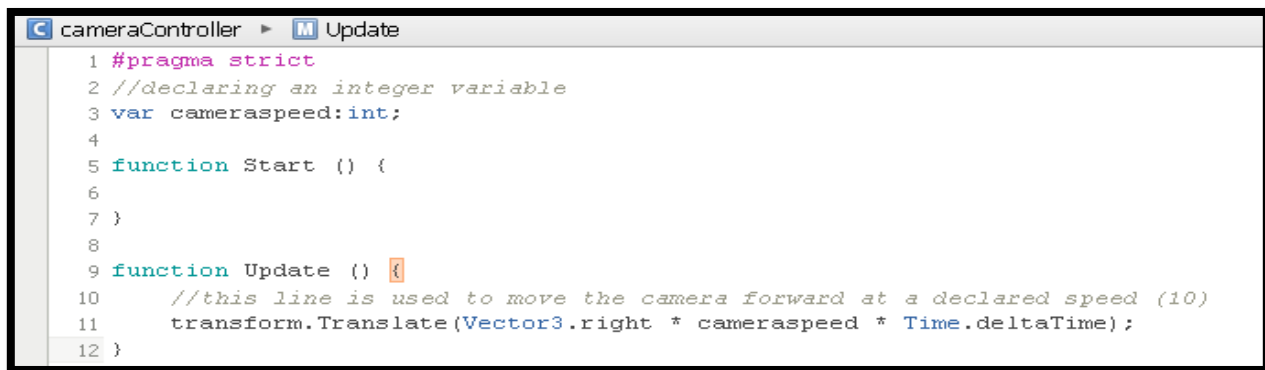 C cameraController ► M Update
1 #pragma strict
2 //declaring an integer variable
3 var cameraspeed:int;
4
5 function Start () {
6
7 }
8
9 function Update () {
10 //this line is used to move the camera forward at a declared speed (10)
11 transform.Translate(Vector3.right * cameraspeed * Time.deltaTime);
12 }